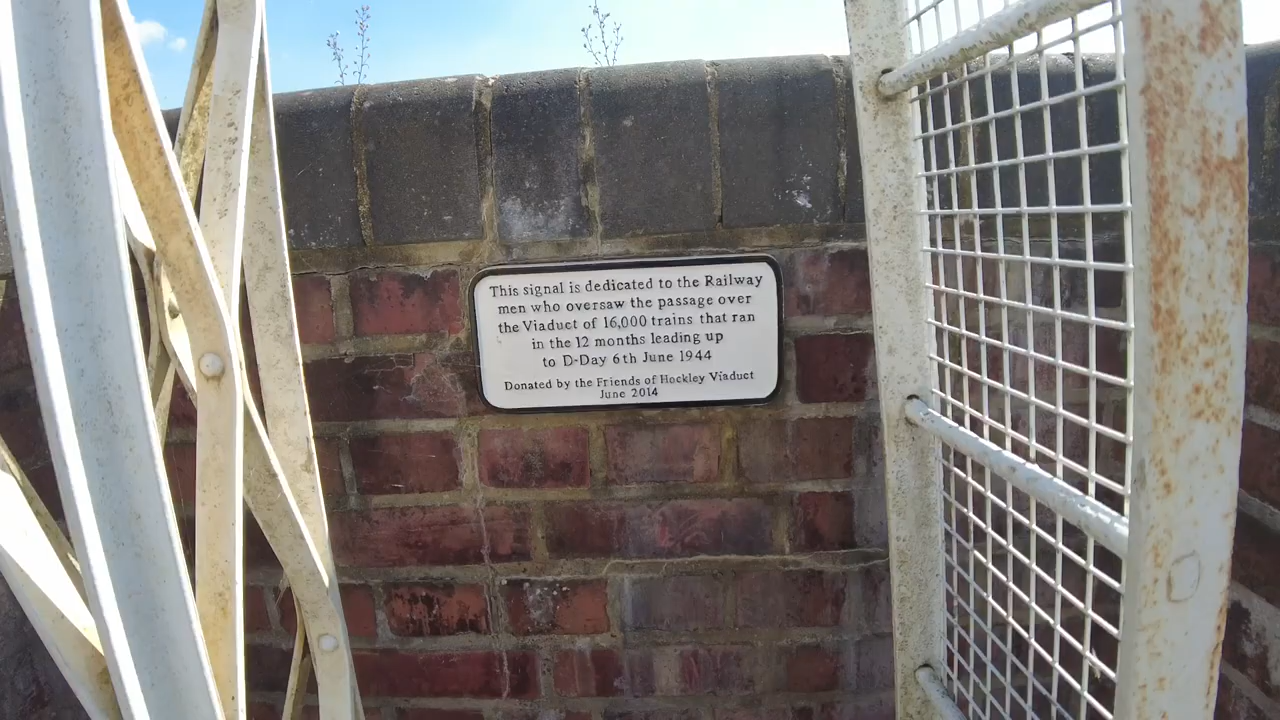 This signal is dedicated to the Railway
men who oversaw the passage over
the Viaduct of 16,000 trains that ran
in the 12 months leading up
to D-Day 6th June 1944
Donated by the Friends of Hockley Viaduct
June 2014